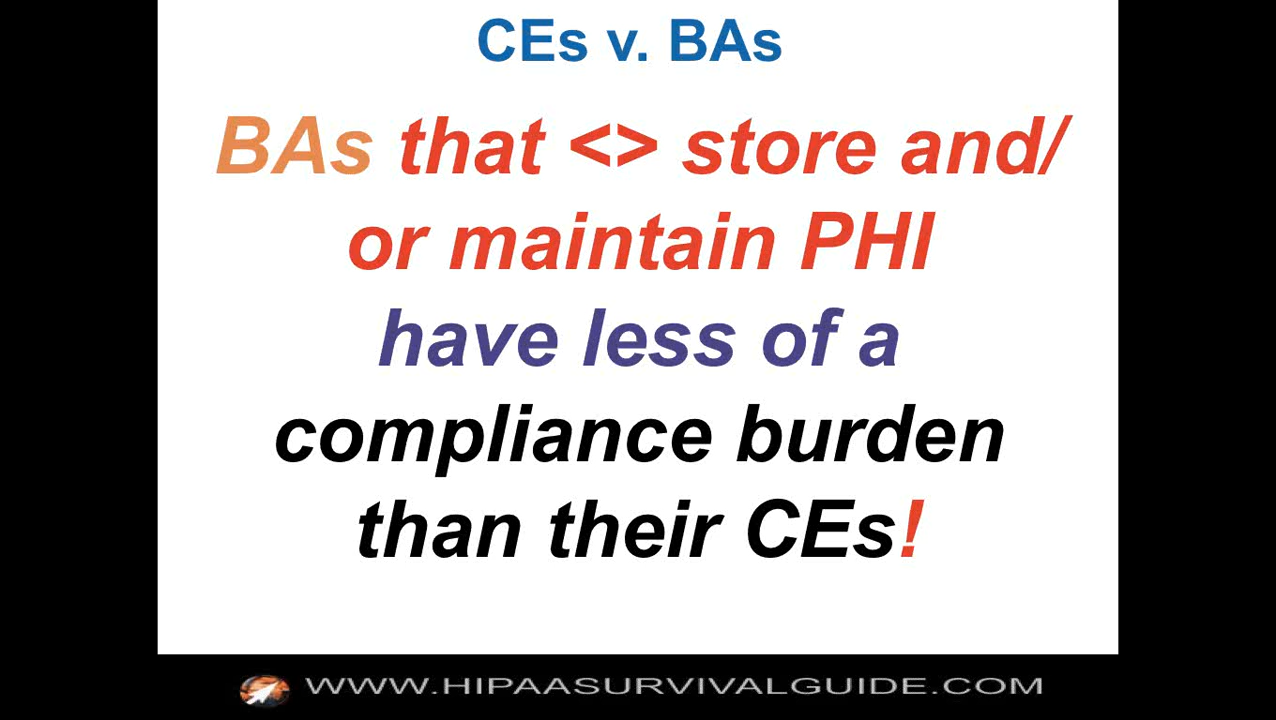 CEs v. BAs
BAs that <> store and/
or maintain PHI
have less of a
compliance burden
than their CEs!
WWW.HIPAASURVIVALGUIDE.COM